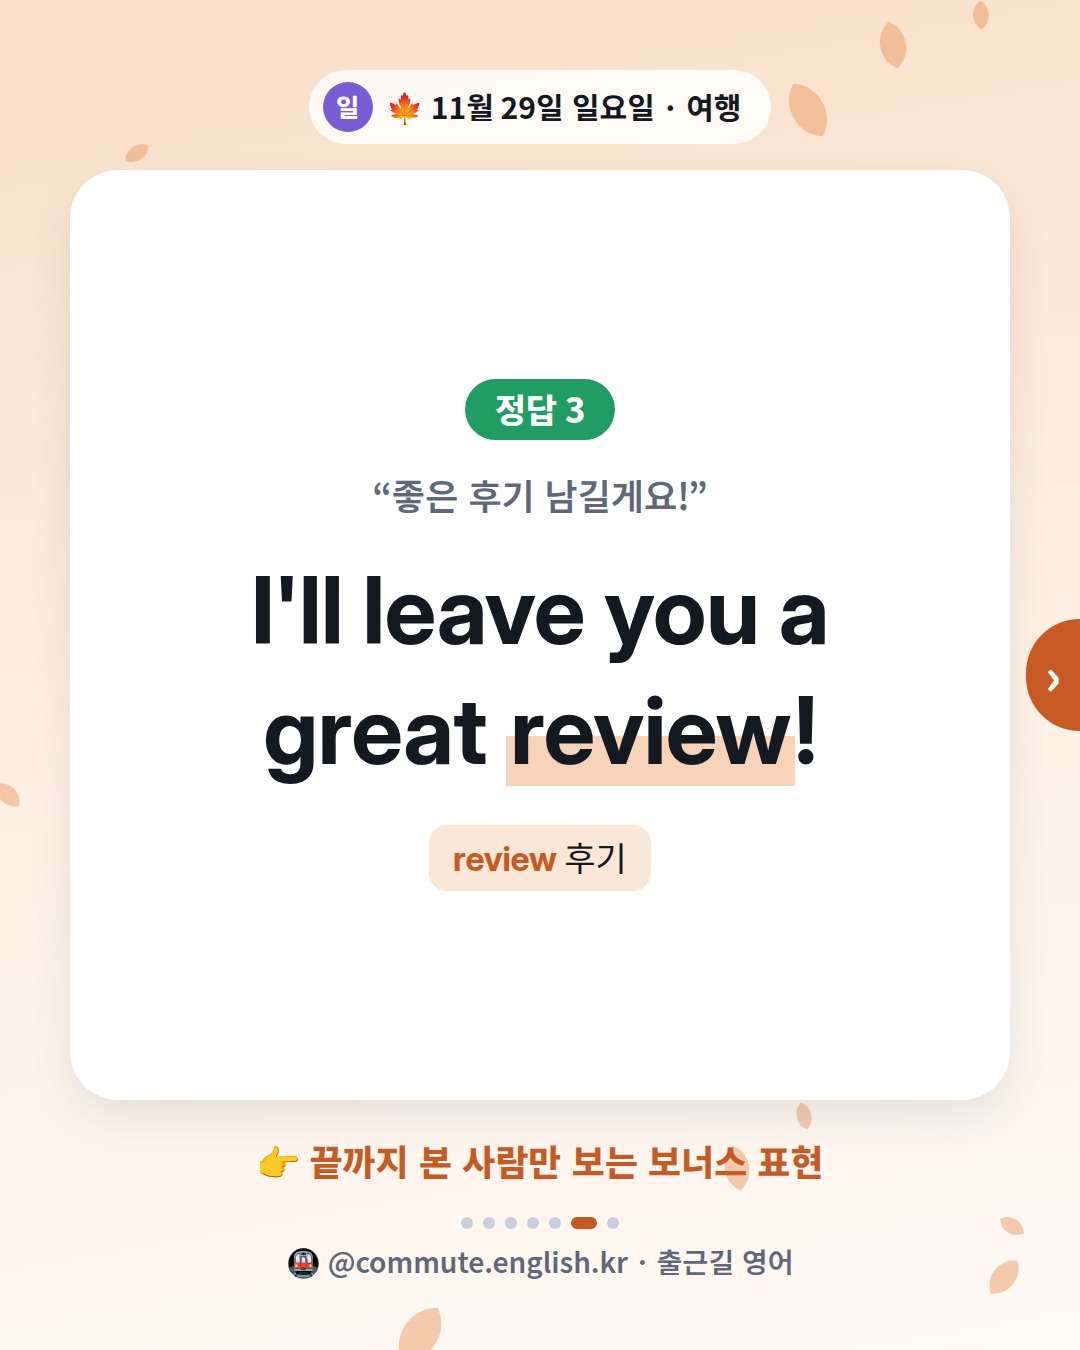 일 🍁 11월 29일 일요일 · 여행
정답 3
“좋은 후기 남길게요!”
I'll leave you a
great review!
review 후기
›
👉 끝까지 본 사람만 보는 보너스 표현
🚇 @commute.english.kr · 출근길 영어